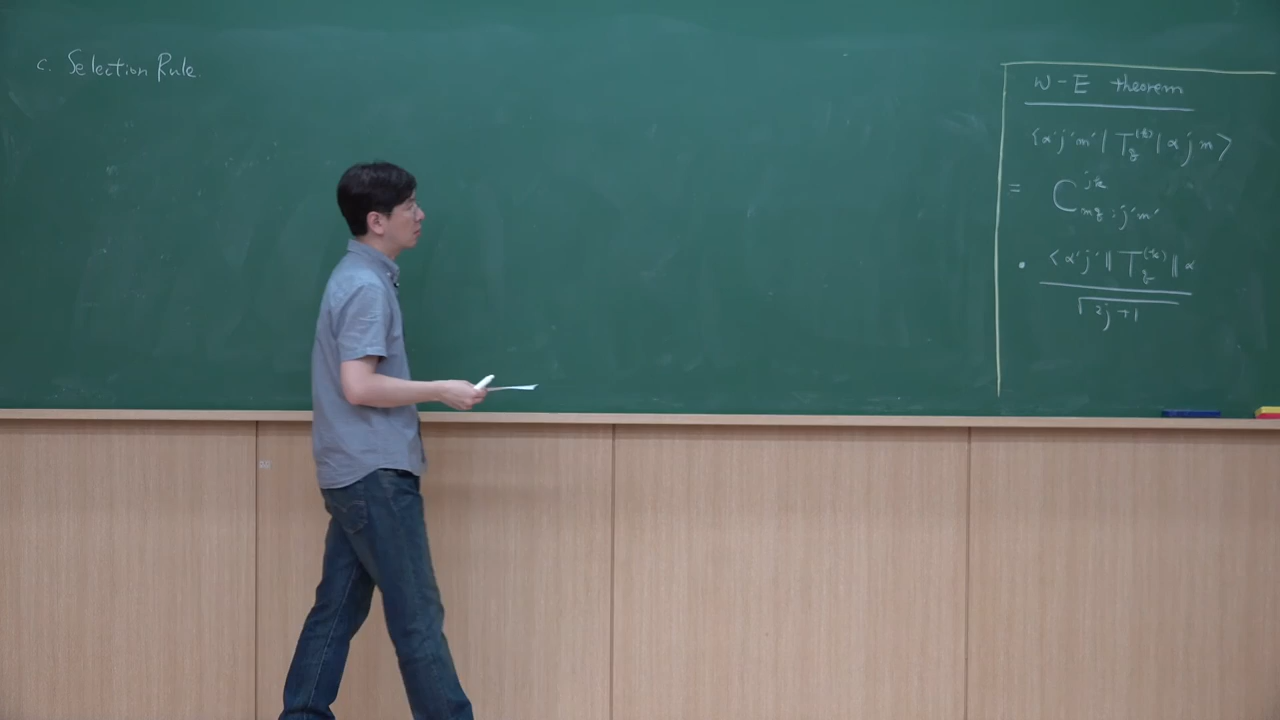 c. Selection Rule.
W-E theorem
⟨α'j'm'| T_q^(k) |α j m⟩
= C^{jk}_{mq;j'm'}
• ⟨α'j'‖ T_q^(k) ‖α
√2j+1